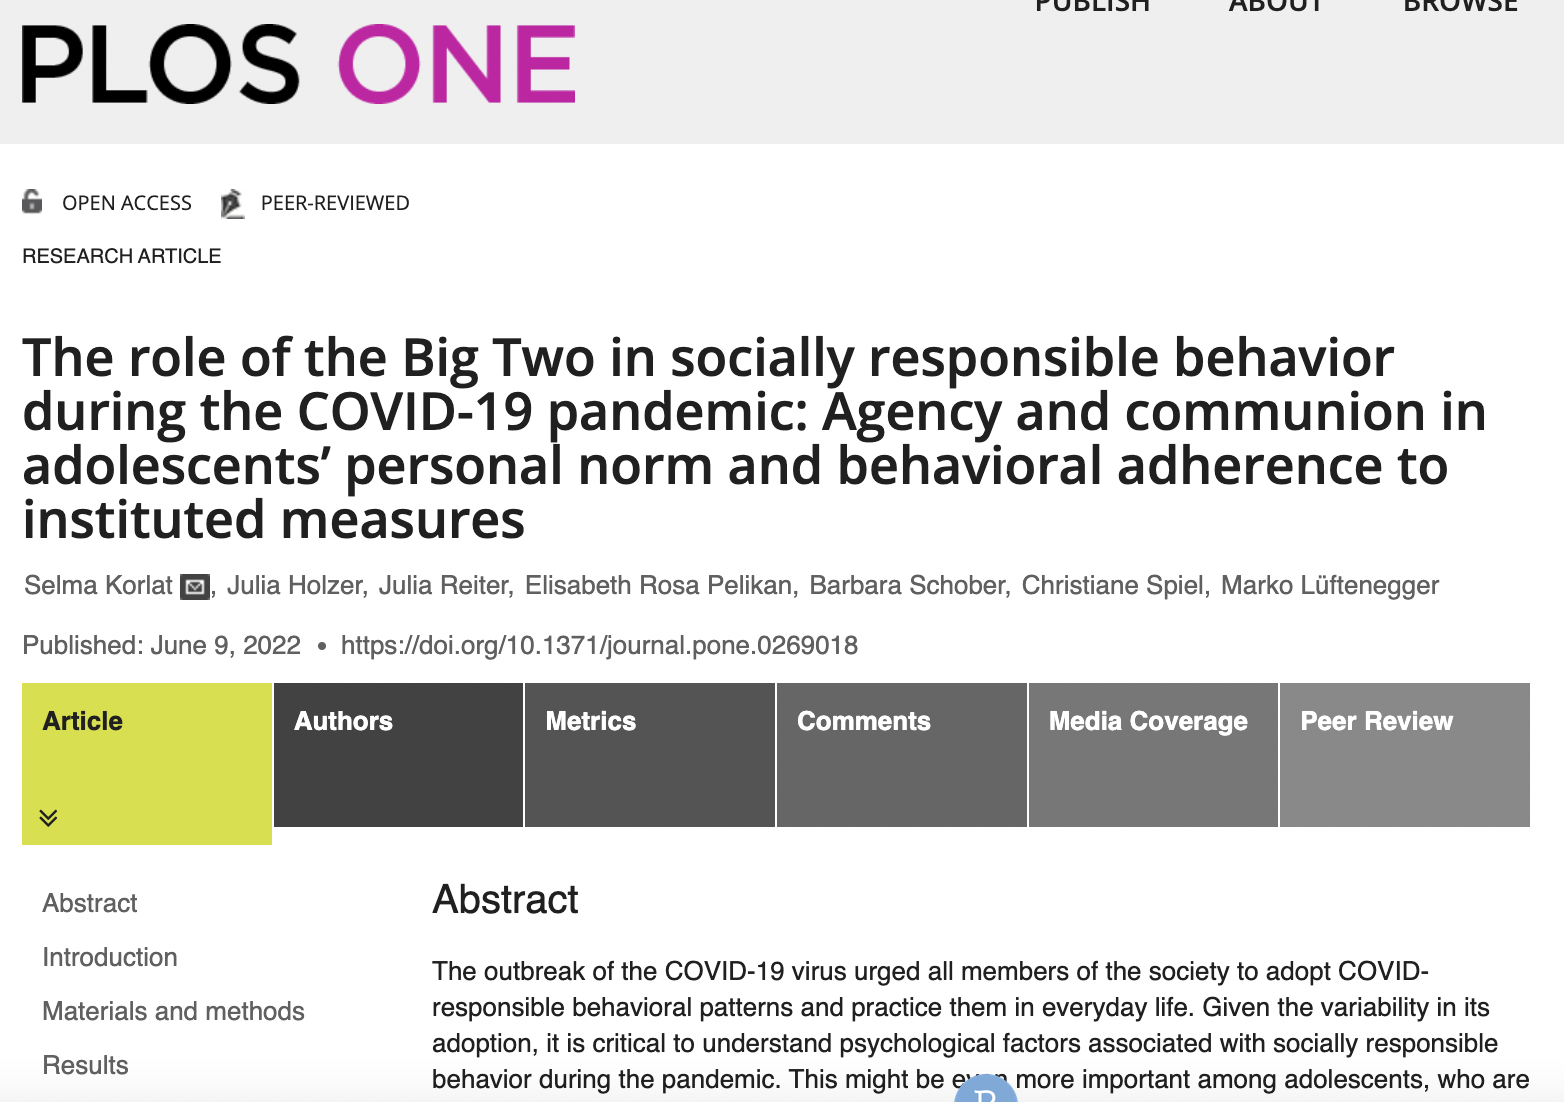 PUBLISH ABOUT BROWSE
PLOS ONE
OPEN ACCESS PEER-REVIEWED
RESEARCH ARTICLE
The role of the Big Two in socially responsible behavior
during the COVID-19 pandemic: Agency and communion in
adolescents’ personal norm and behavioral adherence to
instituted measures
Selma Korlat , Julia Holzer, Julia Reiter, Elisabeth Rosa Pelikan, Barbara Schober, Christiane Spiel, Marko Lüftenegger
Published: June 9, 2022 • https://doi.org/10.1371/journal.pone.0269018
Article Authors Metrics Comments Media Coverage Peer Review
Abstract
Introduction
Materials and methods
Results
Abstract
The outbreak of the COVID-19 virus urged all members of the society to adopt COVID-
responsible behavioral patterns and practice them in everyday life. Given the variability in its
adoption, it is critical to understand psychological factors associated with socially responsible
behavior during the pandemic. This might be even more important among adolescents, who are